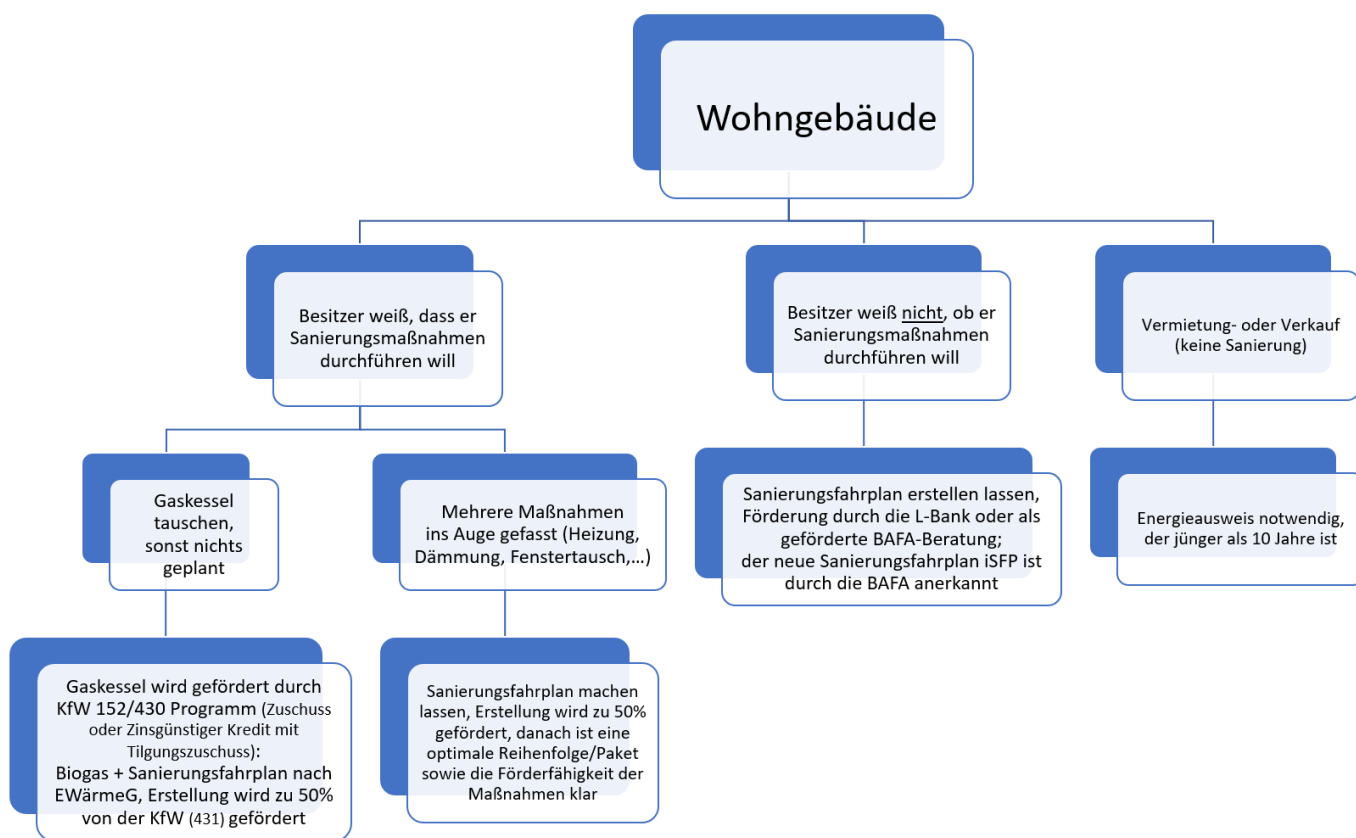 Wohngebäude
Besitzer weiß, dass er
Sanierungsmaßnahmen
durchführen will
Besitzer weiß nicht, ob er
Sanierungsmaßnahmen
durchführen will
Vermietung- oder Verkauf
(keine Sanierung)
Gaskessel
tauschen,
sonst nichts
geplant
Mehrere Maßnahmen
ins Auge gefasst (Heizung,
Dämmung, Fenstertausch,...)
Sanierungsfahrplan erstellen lassen,
Förderung durch die L-Bank oder als
geförderte BAFA-Beratung;
der neue Sanierungsfahrplan iSFP ist
durch die BAFA anerkannt
Energieausweis notwendig,
der jünger als 10 Jahre ist
Gaskessel wird gefördert durch
KfW 152/430 Programm (Zuschuss
oder Zinsgünstiger Kredit mit
Tilgungszuschuss):
Biogas + Sanierungsfahrplan nach
EWärmeG, Erstellung wird zu 50%
von der KfW (431) gefördert
Sanierungsfahrplan machen
lassen, Erstellung wird zu 50%
gefördert, danach ist eine
optimale Reihenfolge/Paket
sowie die Förderfähigkeit der
Maßnahmen klar